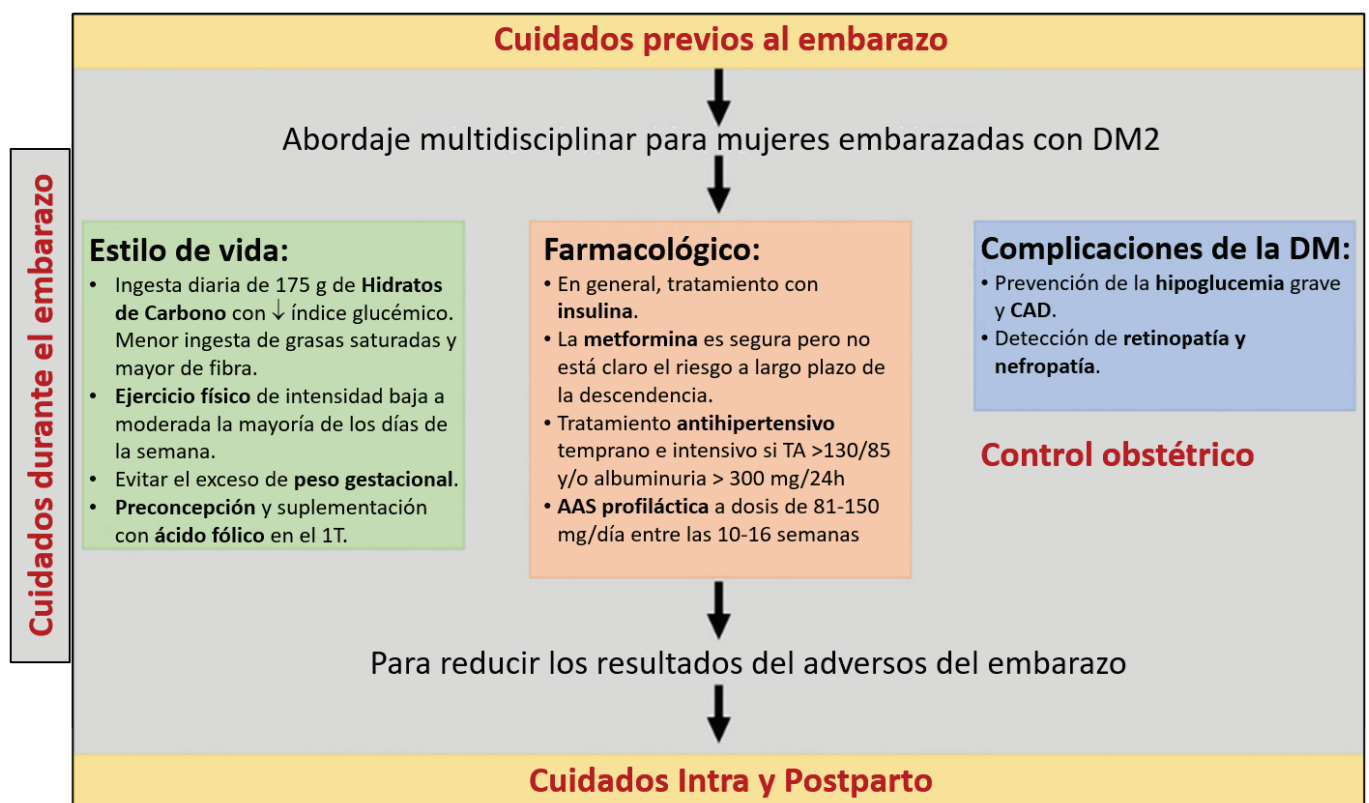 Cuidados previos al embarazo
Abordaje multidisciplinar para mujeres embarazadas con DM2
Cuidados durante el embarazo
Estilo de vida:
• Ingesta diaria de 175 g de Hidratos
de Carbono con ↓ índice glucémico.
Menor ingesta de grasas saturadas y
mayor de fibra.
• Ejercicio físico de intensidad baja a
moderada la mayoría de los días de
la semana.
• Evitar el exceso de peso gestacional.
• Preconcepción y suplementación
con ácido fólico en el 1T.
Farmacológico:
• En general, tratamiento con
insulina.
• La metformina es segura pero no
está claro el riesgo a largo plazo de
la descendencia.
• Tratamiento antihipertensivo
temprano e intensivo si TA >130/85
y/o albuminuria > 300 mg/24h
• AAS profiláctica a dosis de 81-150
mg/día entre las 10-16 semanas
Complicaciones de la DM:
• Prevención de la hipoglucemia grave
y CAD.
• Detección de retinopatía y
nefropatía.
Control obstétrico
Para reducir los resultados del adversos del embarazo
Cuidados Intra y Postparto